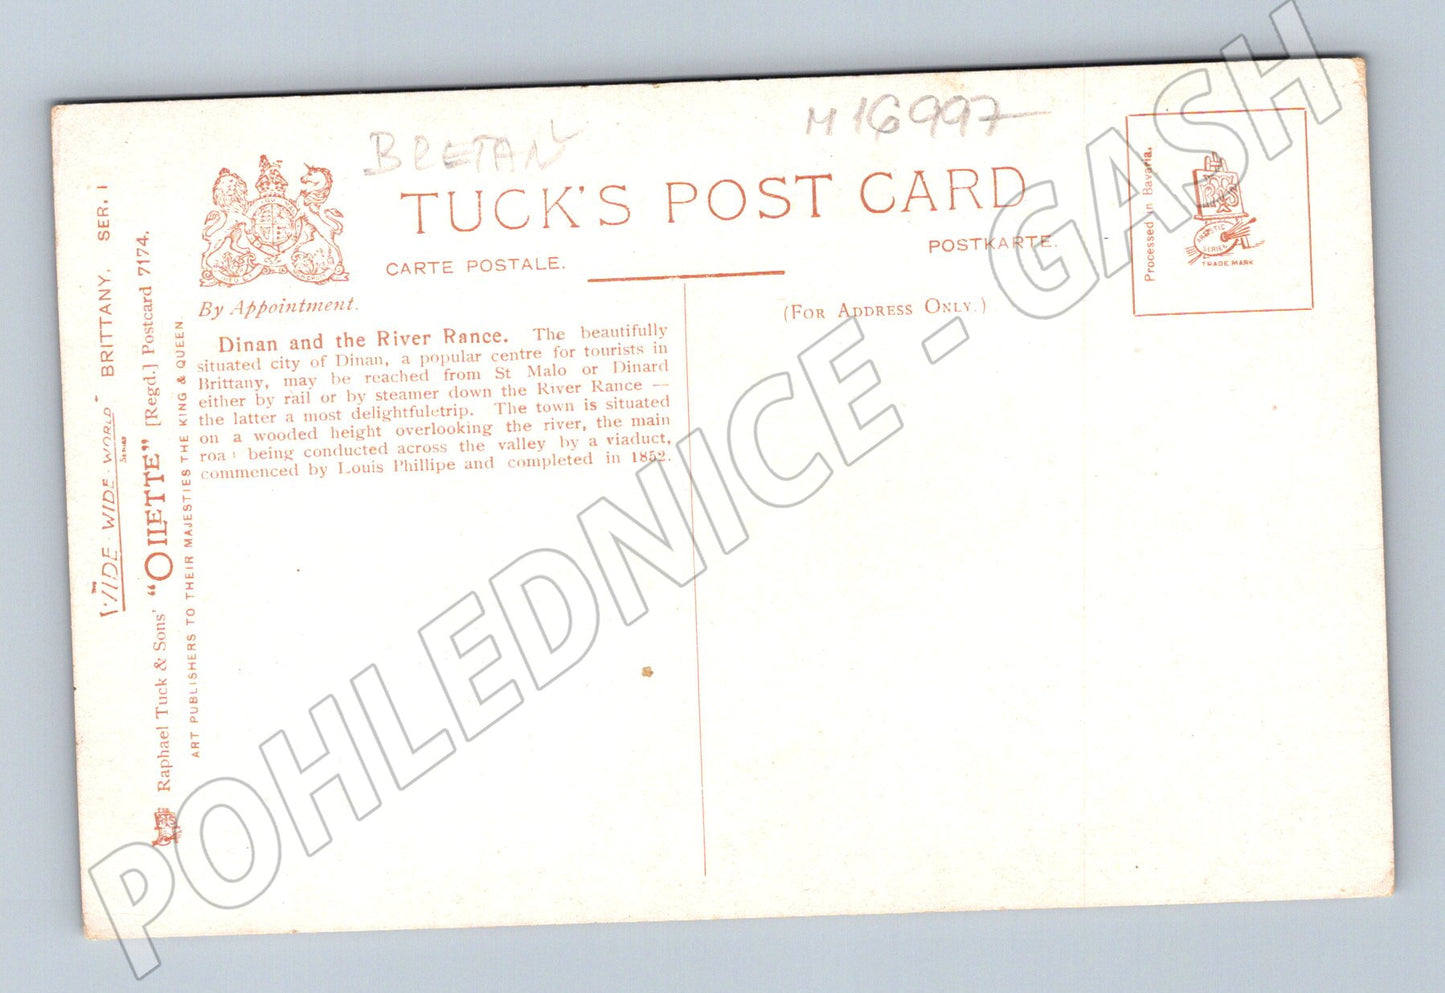 BRETAN
M 16997
TUCK'S POST CARD
CARTE POSTALE.
POSTKARTE.
By Appointment.
(FOR ADDRESS ONLY.)
Dinan and the River Rance. The beautifully
situated city of Dinan, a popular centre for tourists in
Brittany, may be reached from St Malo or Dinard
either by rail or by steamer down the River Rance —
the latter a most delightfuletrip. The town is situated
on a wooded height overlooking the river, the main
roa being conducted across the valley by a viaduct,
commenced by Louis Phillipe and completed in 1852.
Processed in Bavaria.
ARTISTIC
SERIES
TRADE MARK
THE WIDE-WIDE-WORLD SERIES BRITTANY, SER. I
Raphael Tuck & Sons' "OILETTE" [Regd.] Postcard 7174.
ART PUBLISHERS TO THEIR MAJESTIES THE KING & QUEEN.
POHLEDNICE - GASH